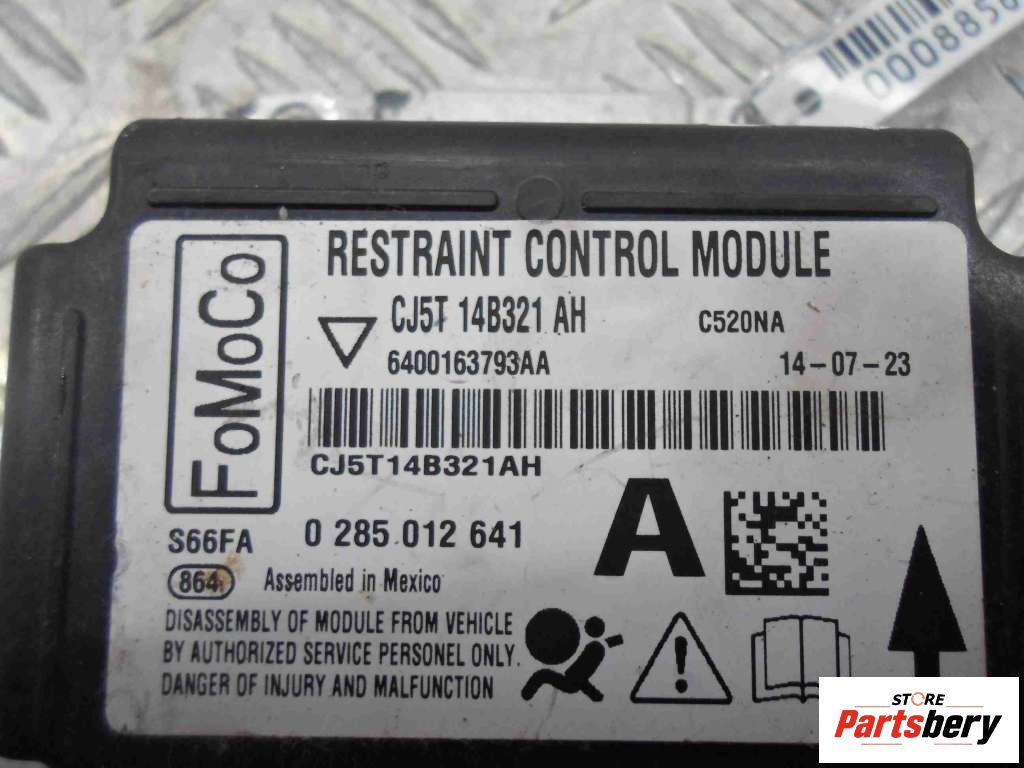 RESTRAINT CONTROL MODULE
FoMoCo
CJ5T 14B321 AH
C520NA
6400163793AA
14-07-23
CJ5T14B321AH
S66FA
0 285 012 641
A
864
Assembled in Mexico
DISASSEMBLY OF MODULE FROM VEHICLE
BY AUTHORIZED SERVICE PERSONEL ONLY.
DANGER OF INJURY AND MALFUNCTION
STORE
Partsbery